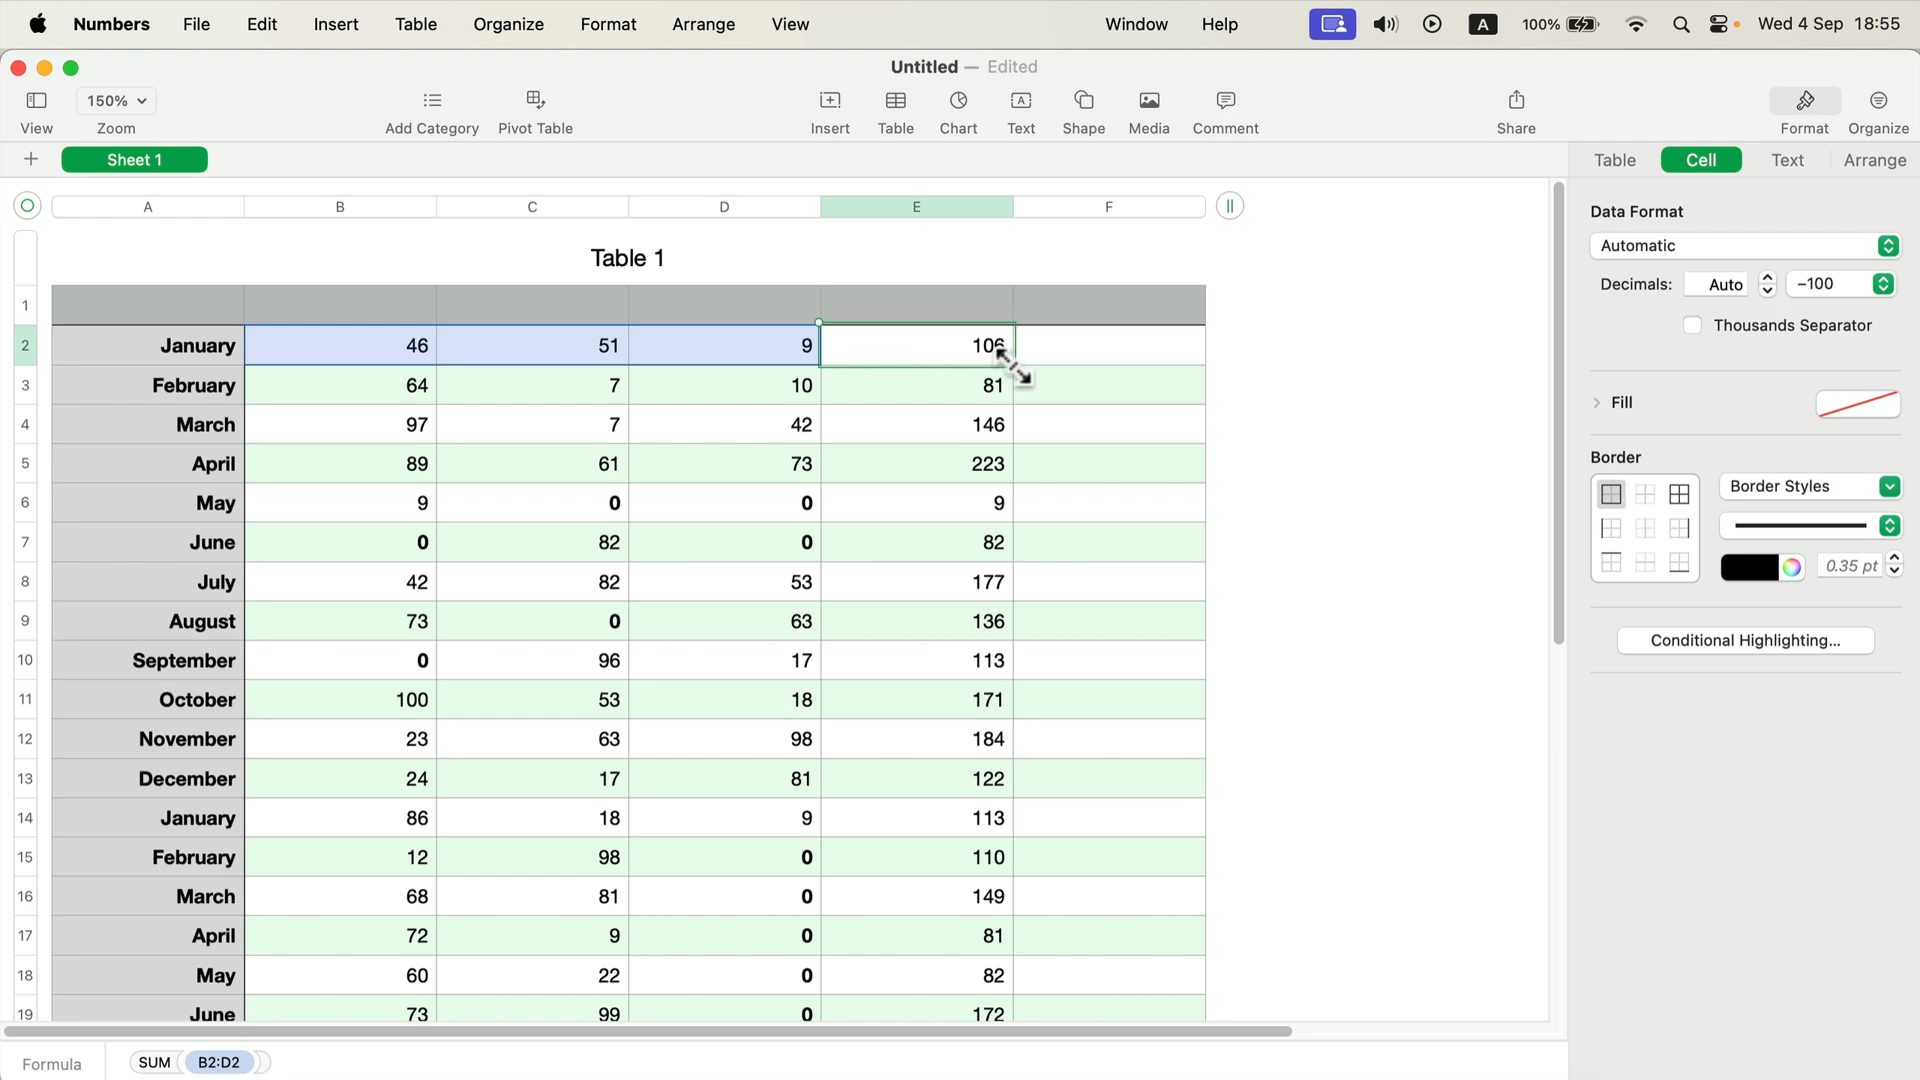 Numbers File Edit Insert Table Organize Format Arrange View Window Help A 100% Wed 4 Sep 18:55
Untitled — Edited
150%
View Zoom Add Category Pivot Table Insert Table Chart Text Shape Media Comment Share Format Organize
Sheet 1 Table Cell Text Arrange
A B C D E F
Table 1
1
2 January 46 51 9 106
3 February 64 7 10 81
4 March 97 7 42 146
5 April 89 61 73 223
6 May 9 0 0 9
7 June 0 82 0 82
8 July 42 82 53 177
9 August 73 0 63 136
10 September 0 96 17 113
11 October 100 53 18 171
12 November 23 63 98 184
13 December 24 17 81 122
14 January 86 18 9 113
15 February 12 98 0 110
16 March 68 81 0 149
17 April 72 9 0 81
18 May 60 22 0 82
19 June 73 99 0 172
Formula SUM B2:D2
Data Format
Automatic
Decimals: Auto −100
Thousands Separator
Fill
Border
Border Styles
0.35 pt
Conditional Highlighting...